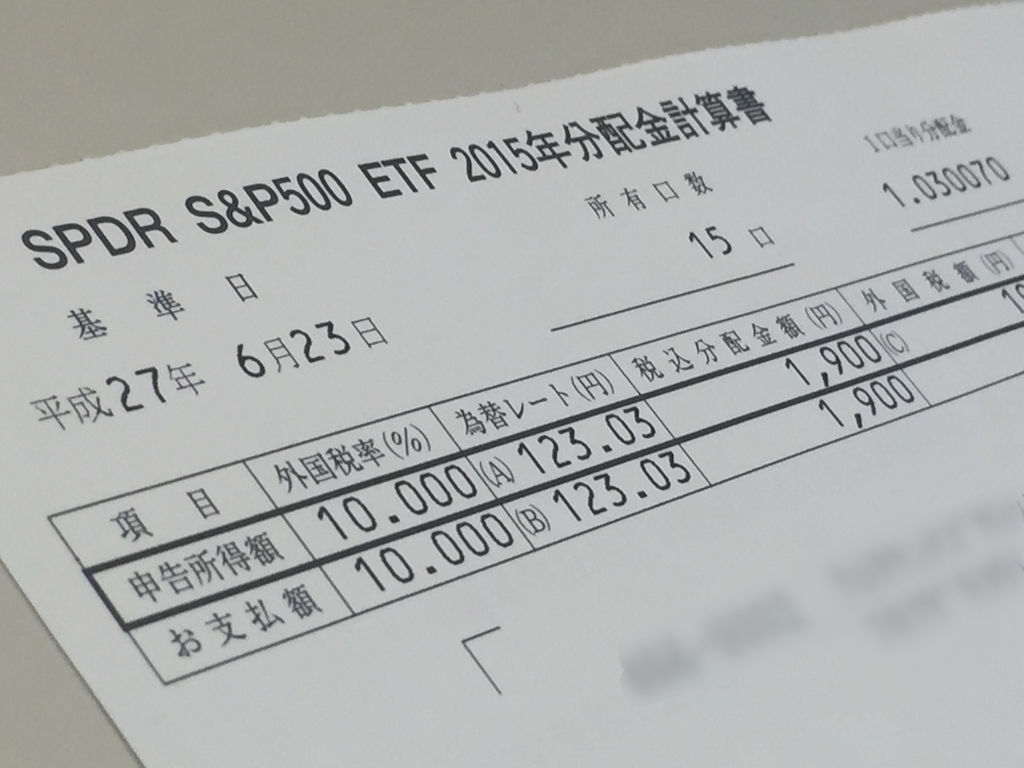 SPDR S&P500 ETF 2015年分配金計算書
基準日 所有口数 1口当り分配金
平成27年 6月23日 15口 1.030070
項目 外国税率(%) 為替レート(円) 税込分配金額(円) 外国税額(円)
申告所得額 10.000 (A) 123.03 1,900 (C)
お支払額 10.000 (B) 123.03 1,900